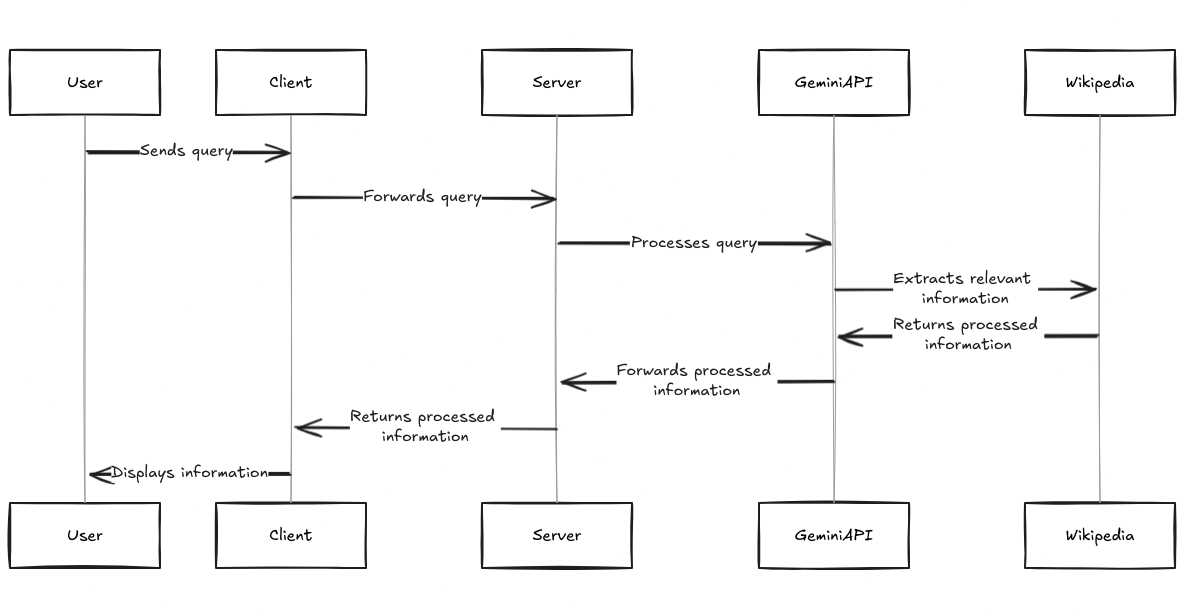 User
Client
Server
GeminiAPI
Wikipedia
Sends query
Forwards query
Processes query
Extracts relevant
information
Returns processed
information
Forwards processed
information
Returns processed
information
Displays information
User
Client
Server
GeminiAPI
Wikipedia